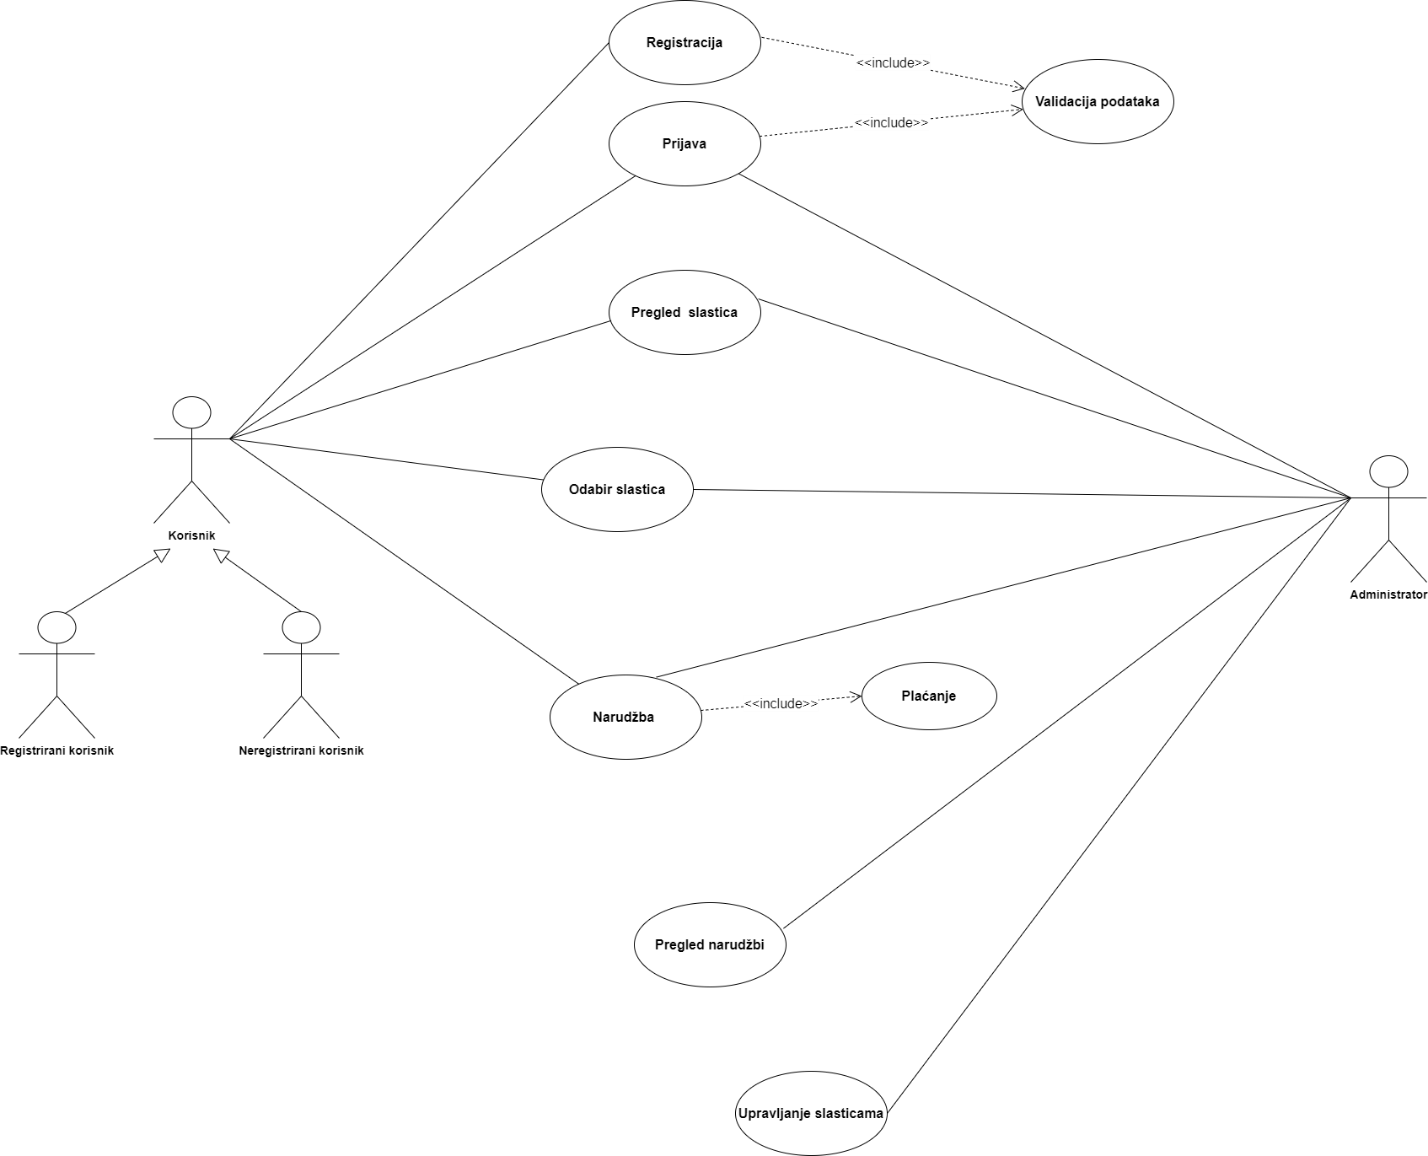 Registracija
<<include>>
Validacija podataka
<<include>>
Prijava
Pregled slastica
Odabir slastica
Korisnik
Administrator
Registrirani korisnik
Neregistrirani korisnik
Narudžba
<<include>>
Plaćanje
Pregled narudžbi
Upravljanje slasticama